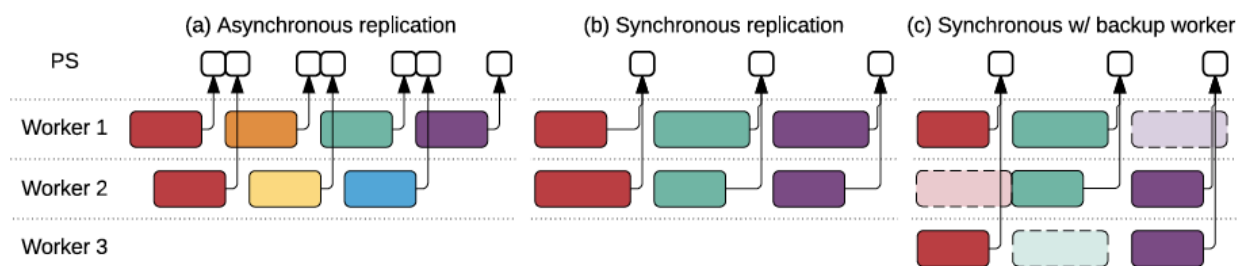 (a) Asynchronous replication
(b) Synchronous replication
(c) Synchronous w/ backup worker
PS
Worker 1
Worker 2
Worker 3